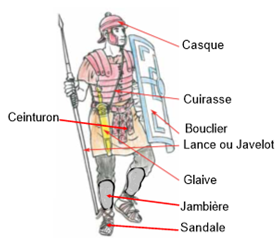 Casque
Cuirasse
Ceinturon
Bouclier
Lance ou Javelot
Glaive
Jambière
Sandale